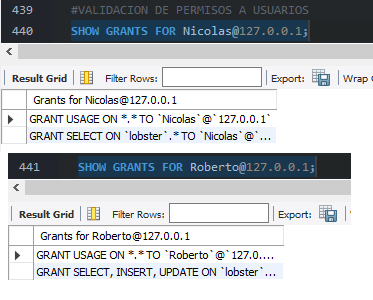 439 #VALIDACION DE PERMISOS A USUARIOS
440 SHOW GRANTS FOR Nicolas@127.0.0.1;
Result Grid Filter Rows: Export: Wrap C
Grants for Nicolas@127.0.0.1
GRANT USAGE ON *.* TO `Nicolas`@`127.0.0.1`
GRANT SELECT ON `lobster`.* TO `Nicolas`@`...
441 SHOW GRANTS FOR Roberto@127.0.0.1;
Result Grid Filter Rows: Export:
Grants for Roberto@127.0.0.1
GRANT USAGE ON *.* TO `Roberto`@`127.0....
GRANT SELECT, INSERT, UPDATE ON `lobster`...